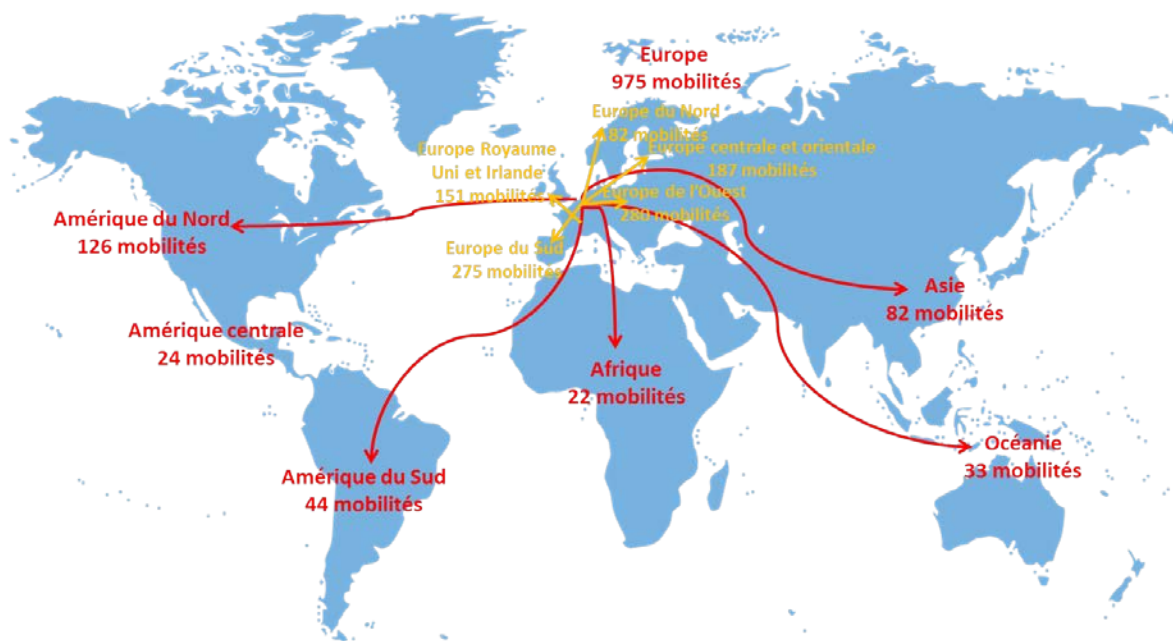 Europe
975 mobilités
Europe du Nord
82 mobilités
Europe centrale et orientale
187 mobilités
Europe Royaume
Uni et Irlande
151 mobilités
Europe de l'Ouest
280 mobilités
Europe du Sud
275 mobilités
Amérique du Nord
126 mobilités
Amérique centrale
24 mobilités
Amérique du Sud
44 mobilités
Afrique
22 mobilités
Asie
82 mobilités
Océanie
33 mobilités